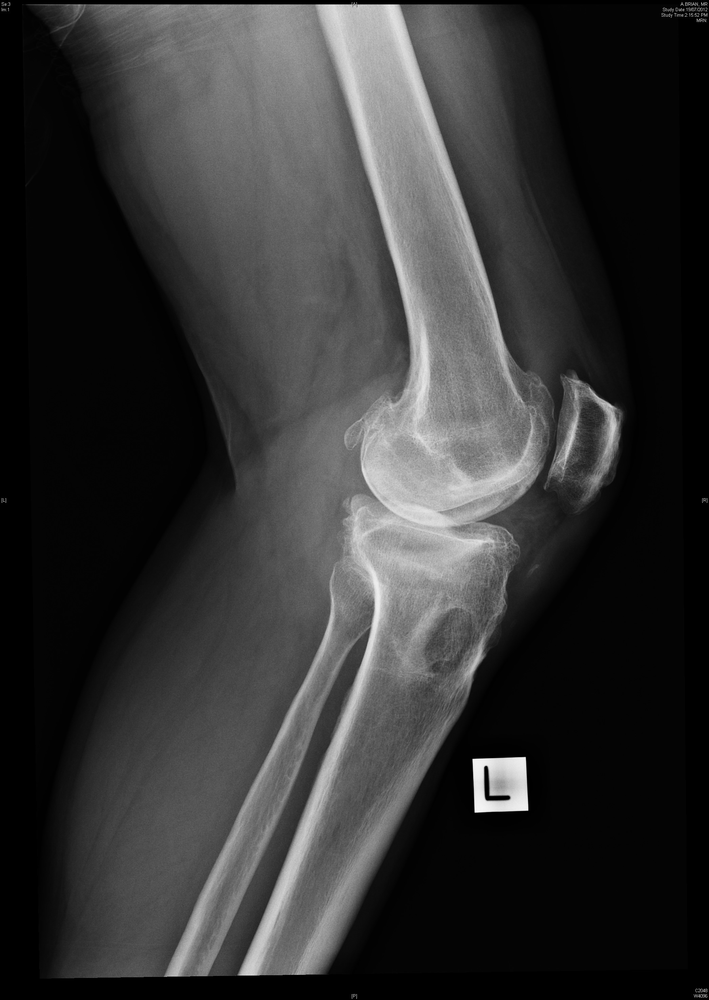 Se:3
Im:1
[A]
A.BRIAN, MR
Study Date:19/07/2012
Study Time:2:15:52 PM
MRN:
[L]
[R]
L
[P]
C2048
W4096